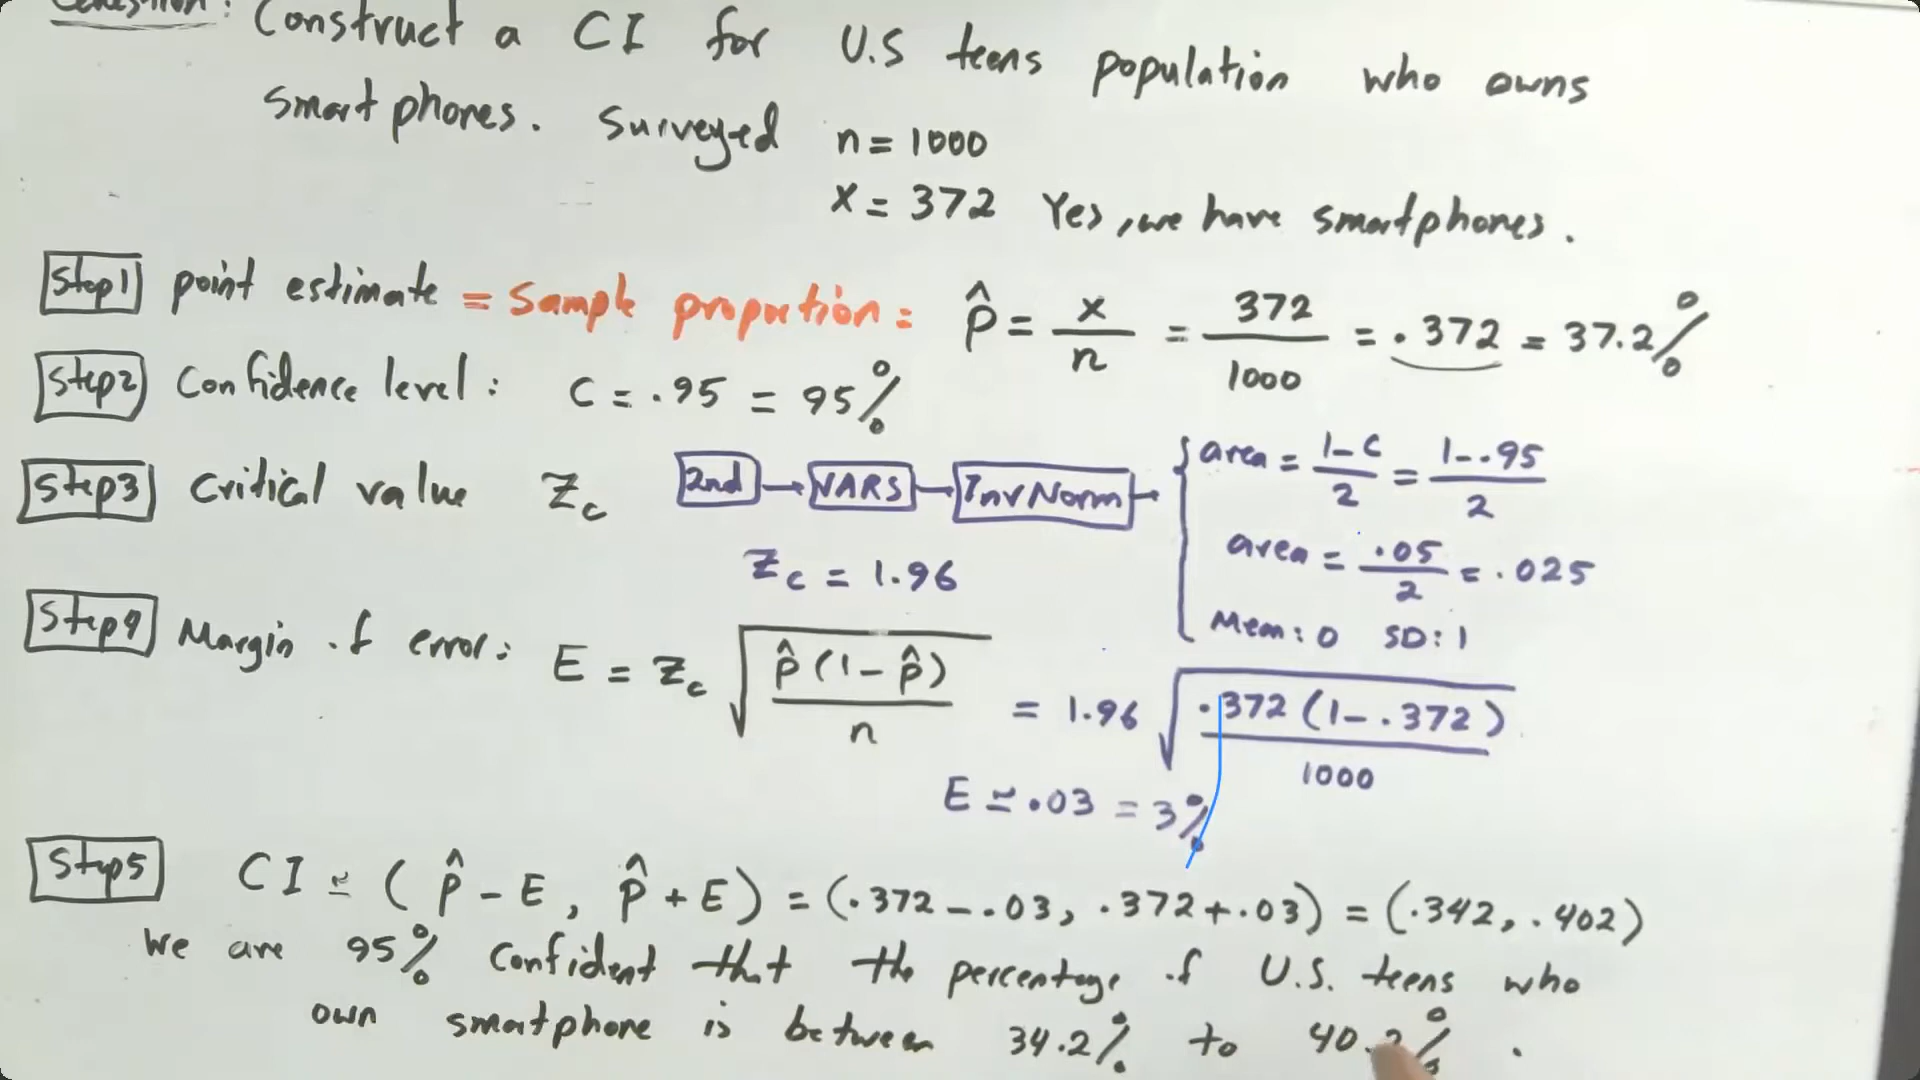 Construct a CI for U.S teens population who owns
smartphones. Surveyed n = 1000
x = 372 Yes, we have smartphones.
Step1 point estimate = Sample proportion = p̂ = x/n = 372/1000 = .372 = 37.2%
Step2 Confidence level: C = .95 = 95%
Step3 Critical value Zc 2nd → VARS → InvNorm → { area = (1-C)/2 = (1-.95)/2
area = .05/2 = .025
Zc = 1.96
Mean: 0 SD: 1
Step4 Margin of error: E = Zc √(p̂(1-p̂)/n) = 1.96 √(.372(1-.372)/1000)
E ≃ .03 = 3%
Step5 CI ≃ (p̂ - E, p̂ + E) = (.372 - .03, .372 + .03) = (.342, .402)
We are 95% Confident that the percentage of U.S. teens who
own smartphone is between 34.2% to 40.2%.